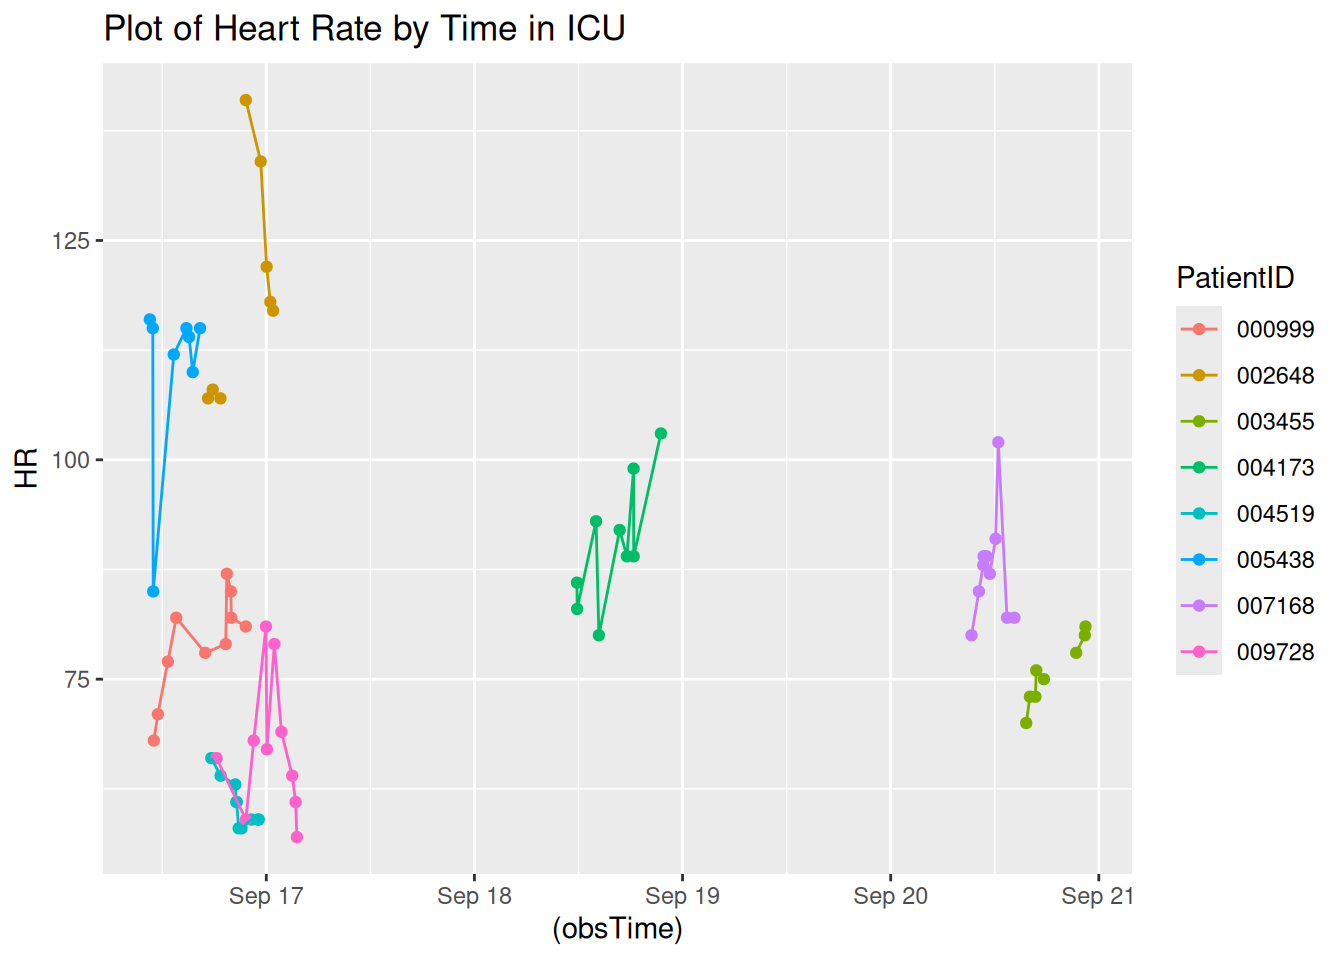 Plot of Heart Rate by Time in ICU
125
100
75
HR
Sep 17
Sep 18
Sep 19
Sep 20
Sep 21
(obsTime)
PatientID
000999
002648
003455
004173
004519
005438
007168
009728